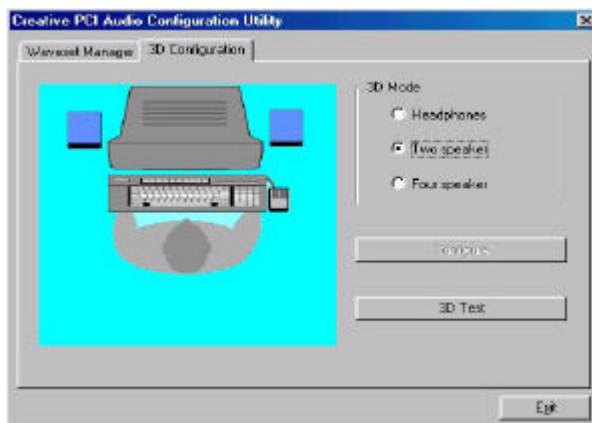 Creative PCI Audio Configuration Utility
Waveset Manager
3D Configuration
3D Mode
Headphones
Two speaker
Four speaker
Configure
3D Test
Exit